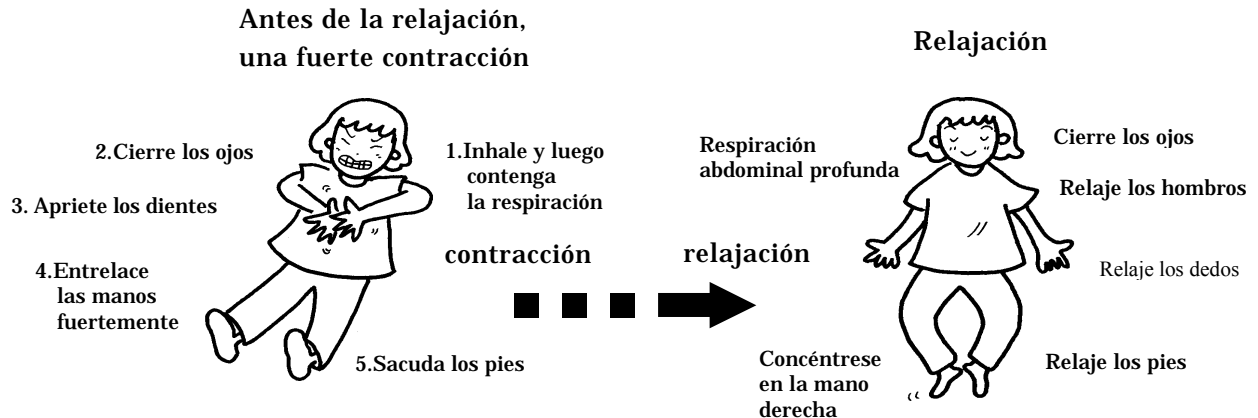 Antes de la relajación,
una fuerte contracción
2.Cierre los ojos
1.Inhale y luego
contenga
la respiración
3. Apriete los dientes
4.Entrelace
las manos
fuertemente
5.Sacuda los pies
contracción
relajación
Relajación
Respiración
abdominal profunda
Cierre los ojos
Relaje los hombros
Relaje los dedos
Concéntrese
en la mano
derecha
Relaje los pies